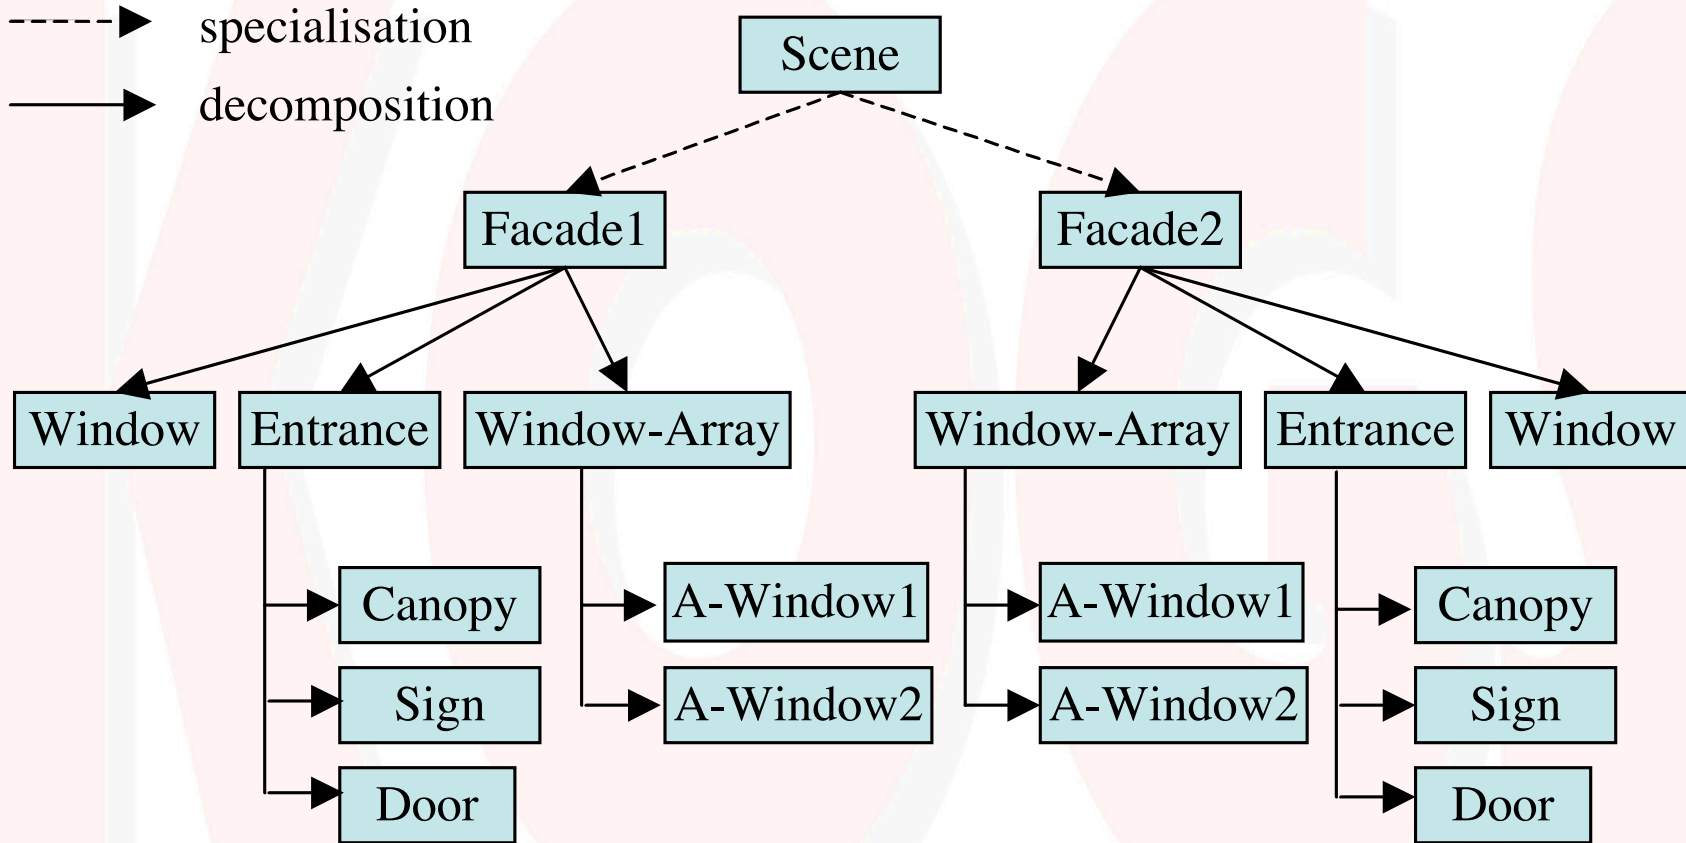 specialisation
decomposition
Scene
Facade1
Facade2
Window
Entrance
Window-Array
Window-Array
Entrance
Window
Canopy
Sign
Door
A-Window1
A-Window2
A-Window1
A-Window2
Canopy
Sign
Door